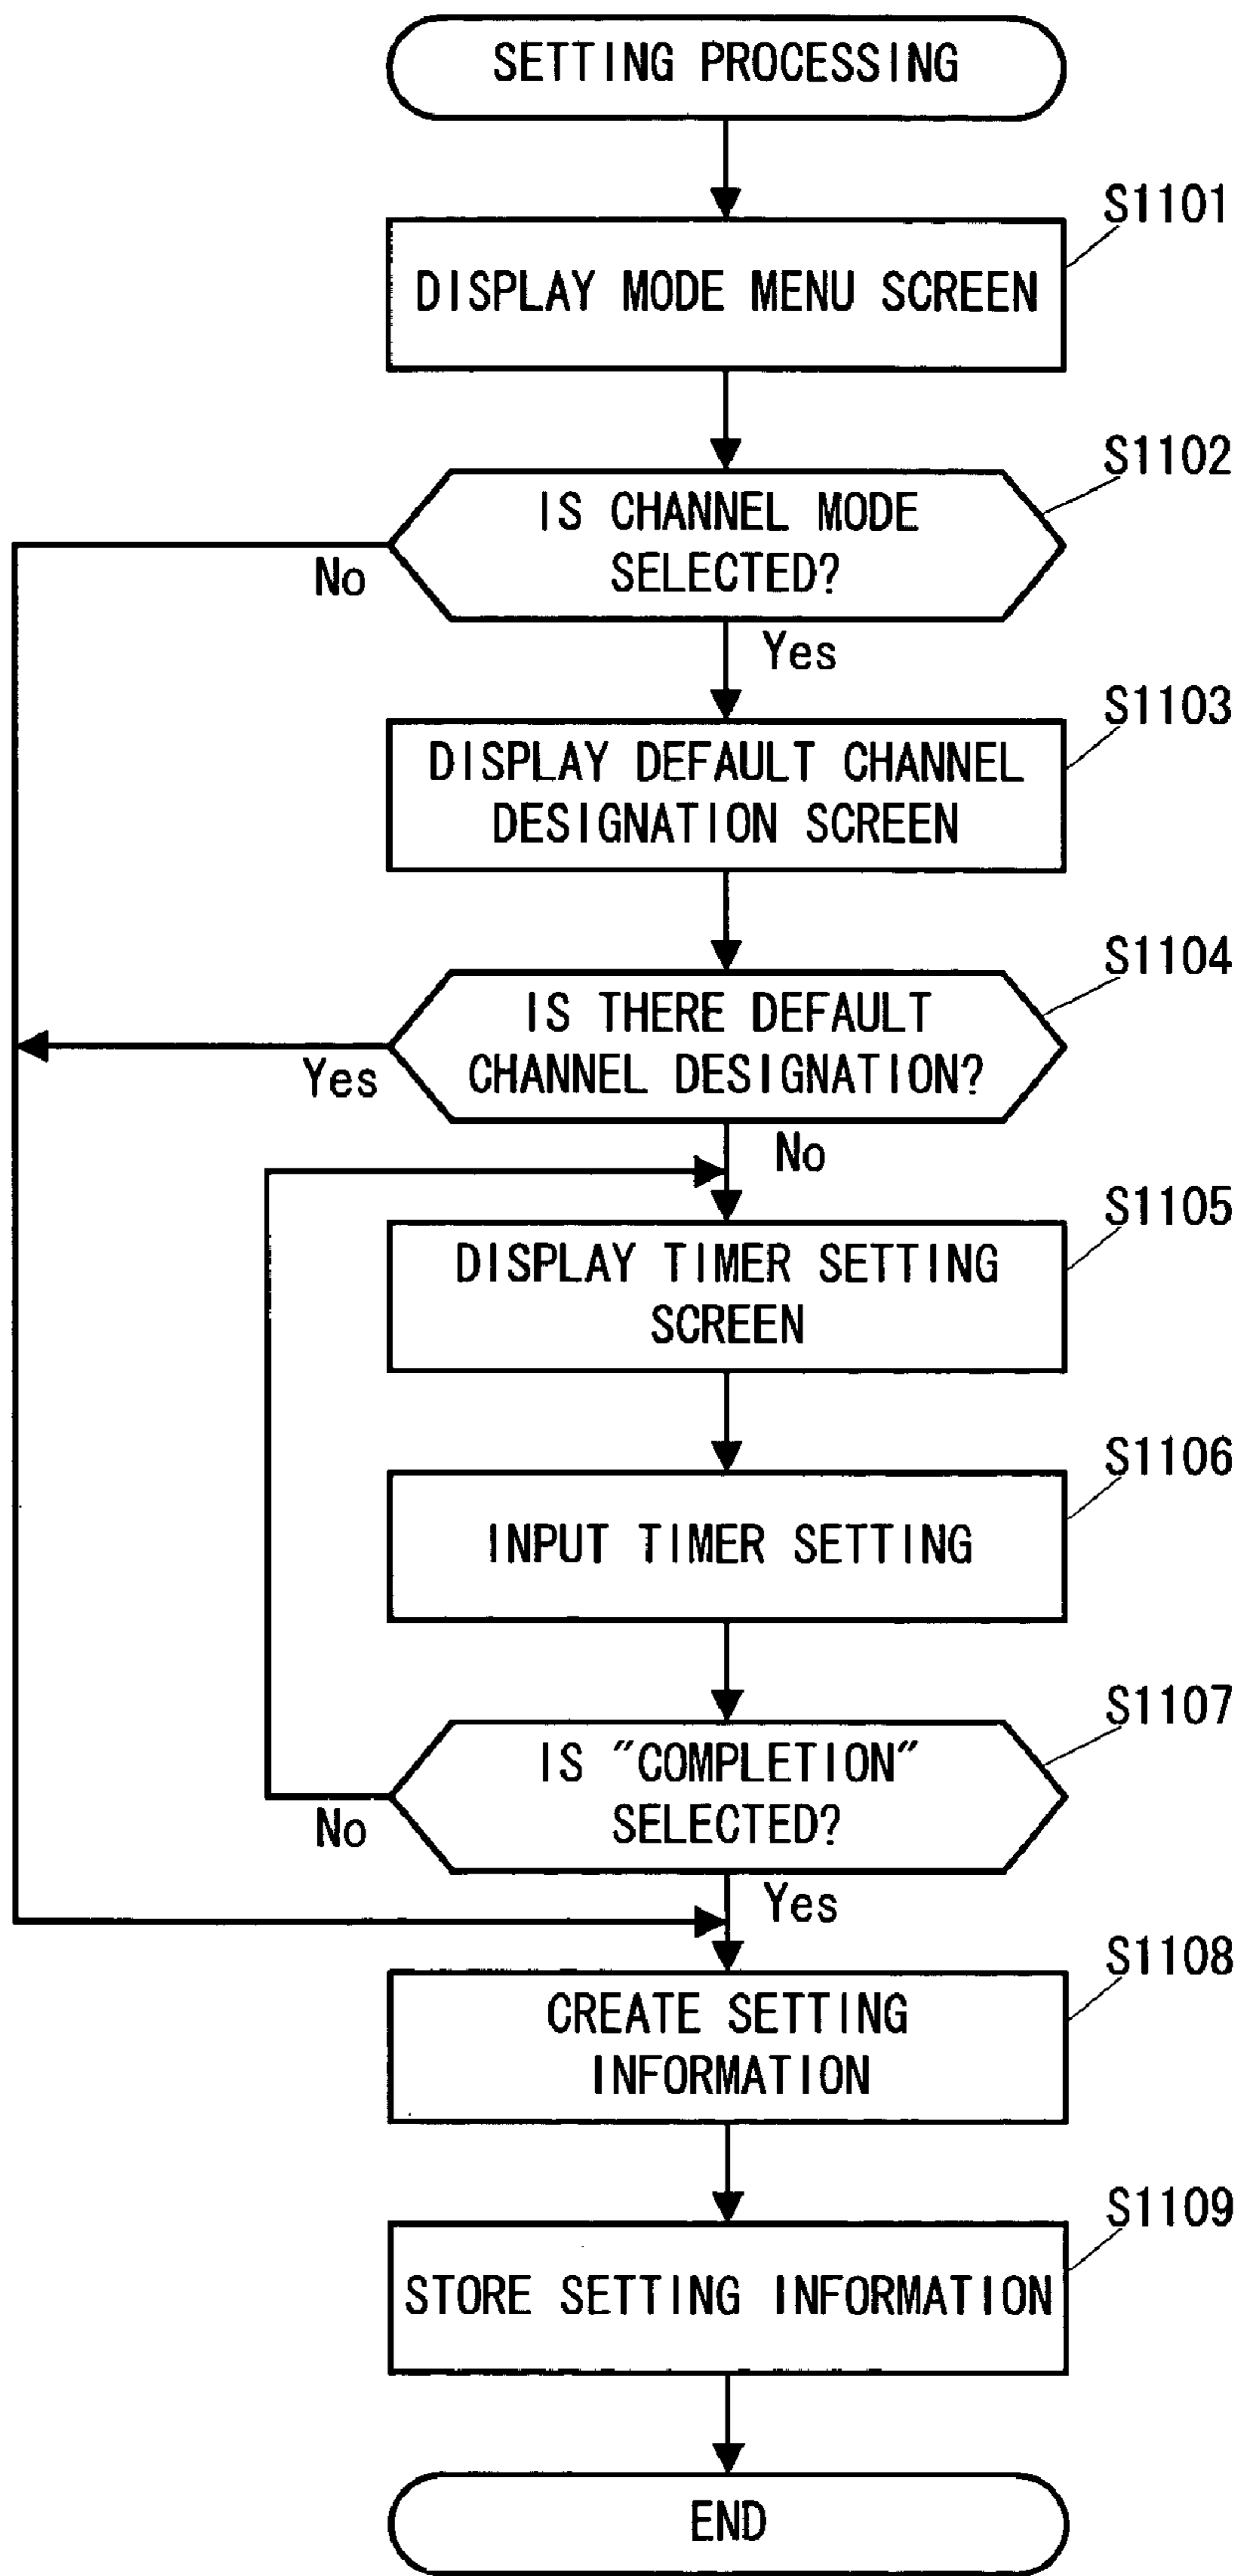 SETTING PROCESSING
S1101
DISPLAY MODE MENU SCREEN
S1102
IS CHANNEL MODE
SELECTED?
No
Yes
S1103
DISPLAY DEFAULT CHANNEL
DESIGNATION SCREEN
S1104
IS THERE DEFAULT
CHANNEL DESIGNATION?
Yes
No
S1105
DISPLAY TIMER SETTING
SCREEN
S1106
INPUT TIMER SETTING
S1107
IS "COMPLETION"
SELECTED?
No
Yes
S1108
CREATE SETTING
INFORMATION
S1109
STORE SETTING INFORMATION
END